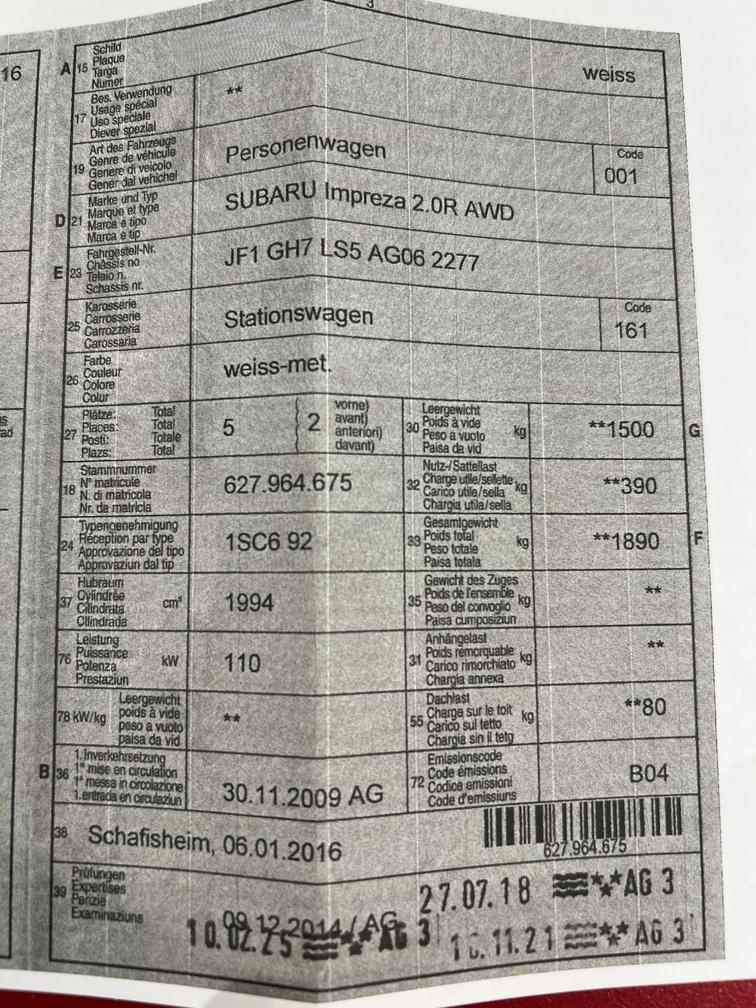 16
A 15 Schild
Plaque
Targa
Numer
weiss
17 Bes. Verwendung
Usage spécial
Uso speciale
Diever spezial
**
19 Art des Fahrzeugs
Genre de véhicule
Genere di veicolo
Gener dal vehichel
Personenwagen
Code
001
D 21 Marke und Typ
Marque et type
Marca e tipo
Marca e tip
SUBARU Impreza 2.0R AWD
E 23 Fahrgestell-Nr.
Châssis no
Telaio n.
Schassis nr.
JF1 GH7 LS5 AG06 2277
25 Karosserie
Carrosserie
Carrozzeria
Carossaria
Stationswagen
Code
161
26 Farbe
Couleur
Colore
Colur
weiss-met.
27 Plätze: Total
Places: Total
Posti: Totale
Plazs: Total
5
2 vorne)
avant)
anteriori)
davant)
30 Leergewicht
Poids à vide
Peso a vuoto
Paisa da vid
kg
**1500 G
18 Stammnummer
N° matricule
N. di matricola
Nr. da matricla
627.964.675
32 Nutz-/Sattellast
Charge utile/sellette
Carico utile/sella
Chargia utila/sella
kg
**390
24 Typengenehmigung
Réception par type
Approvazione del tipo
Approvaziun dal tip
1SC6 92
33 Gesamtgewicht
Poids total
Peso totale
Paisa totala
kg
**1890 F
37 Hubraum
Cylindrée
Cilindrata
Cilindrada
cm³
1994
35 Gewicht des Zuges
Poids de l'ensemble
Peso del convoglio
Paisa cumposiziun
kg
**
76 Leistung
Puissance
Potenza
Prestaziun
kW
110
31 Anhängelast
Poids remorquable
Carico rimorchiato
Chargia annexa
kg
**
78 kW/kg Leergewicht
poids à vide
peso a vuoto
paisa da vid
**
55 Dachlast
Charge sur le toit
Carico sul tetto
Chargia sin il tetg
kg
**80
B 36 1. Inverkehrsetzung
1re mise en circulation
1a messa in circolazione
1. entrada en circulaziun
30.11.2009 AG
72 Emissionscode
Code émissions
Codice emissioni
Code d'emissiuns
B04
38 Schafisheim, 06.01.2016
627.964.675
39 Prüfungen
Expertises
Perizie
Examinaziuns
27.07.18 AG 3
09.12.2014 / AG
10.02.25 AG 3
11.21 AG 3